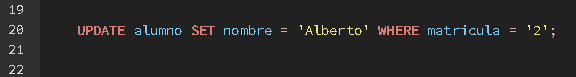 19
20 UPDATE alumno SET nombre = 'Alberto' WHERE matricula = '2';
21
22